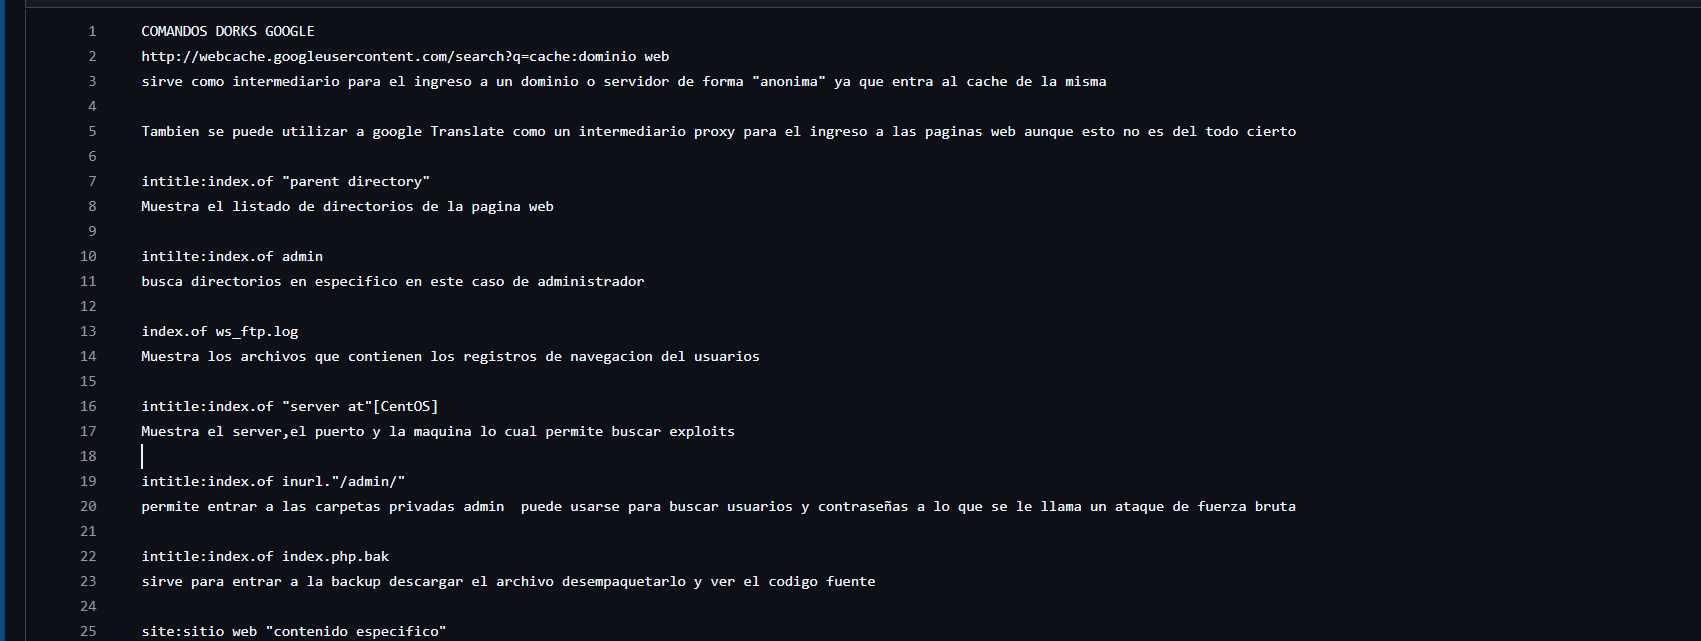 1 COMANDOS DORKS GOOGLE
2 http://webcache.googleusercontent.com/search?q=cache:dominio web
3 sirve como intermediario para el ingreso a un dominio o servidor de forma "anonima" ya que entra al cache de la misma
4
5 Tambien se puede utilizar a google Translate como un intermediario proxy para el ingreso a las paginas web aunque esto no es del todo cierto
6
7 intitle:index.of "parent directory"
8 Muestra el listado de directorios de la pagina web
9
10 intilte:index.of admin
11 busca directorios en especifico en este caso de administrador
12
13 index.of ws_ftp.log
14 Muestra los archivos que contienen los registros de navegacion del usuarios
15
16 intitle:index.of "server at"[CentOS]
17 Muestra el server,el puerto y la maquina lo cual permite buscar exploits
18
19 intitle:index.of inurl."/admin/"
20 permite entrar a las carpetas privadas admin  puede usarse para buscar usuarios y contraseñas a lo que se le llama un ataque de fuerza bruta
21
22 intitle:index.of index.php.bak
23 sirve para entrar a la backup descargar el archivo desempaquetarlo y ver el codigo fuente
24
25 site:sitio web "contenido especifico"